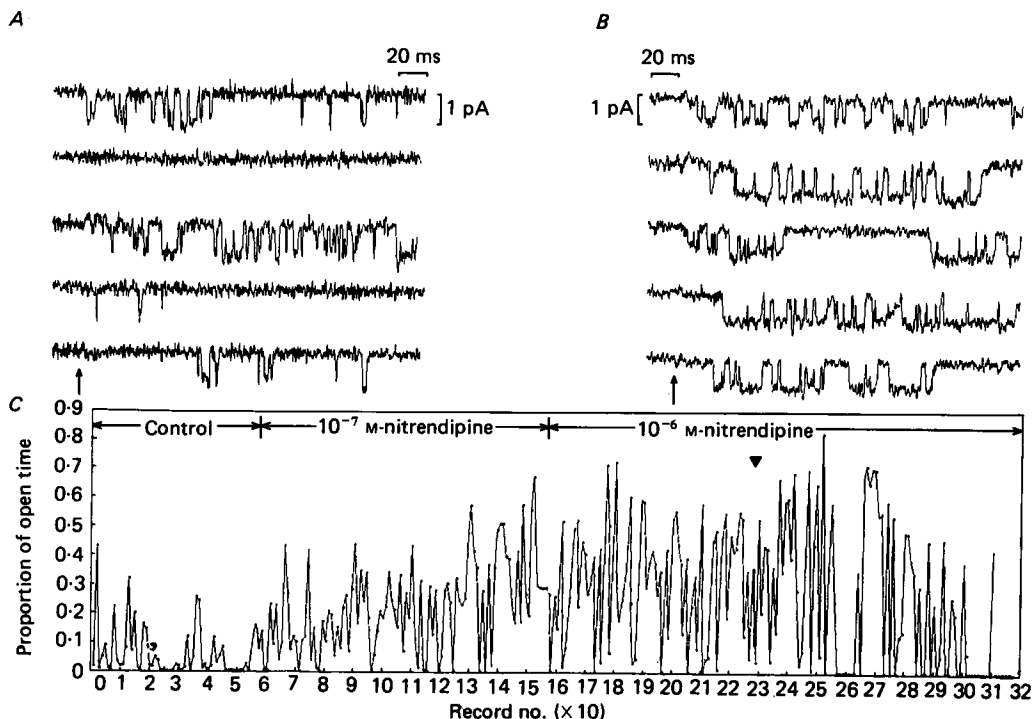 A
B
20 ms
1 pA
20 ms
1 pA
C
Control
10⁻⁷ M-nitrendipine
10⁻⁶ M-nitrendipine
Proportion of open time
0·9
0·8
0·7
0·6
0·5
0·4
0·3
0·2
0·1
0
0 1 2 3 4 5 6 7 8 9 10 11 12 13 14 15 16 17 18 19 20 21 22 23 24 25 26 27 28 29 30 31 32
Record no. (×10)